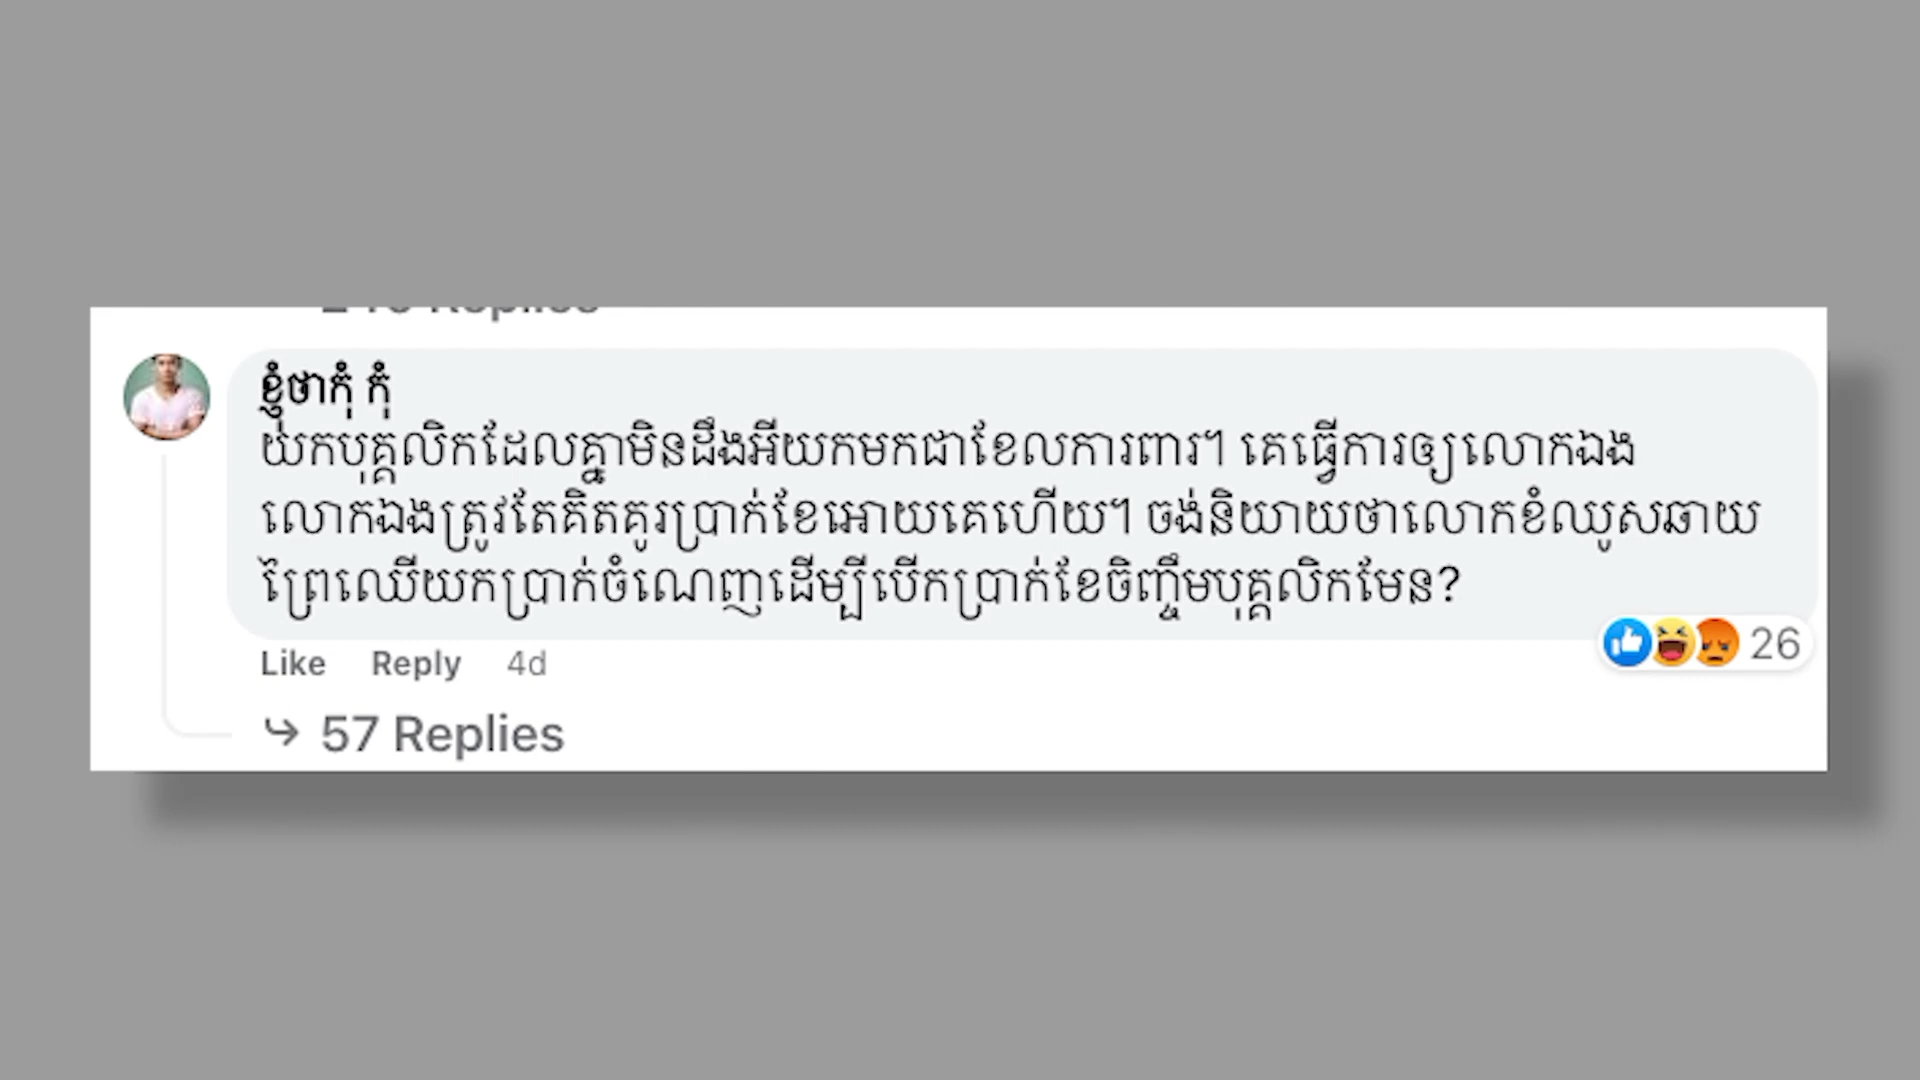 ខ្ញុំថាកុំ កុំ
យកបុគ្គលិកដែលគ្នាមិនដឹងអីយកមកជាខែលការពារ។ គេធ្វើការឲ្យលោកឯង
លោកឯងត្រូវតែគិតគូរប្រាក់ខែអោយគេហើយ។ ចង់និយាយថាលោកខំឈូសឆាយ
ព្រៃឈើយកប្រាក់ចំណេញដើម្បីបើកប្រាក់ខែចិញ្ចឹមបុគ្គលិកមែន?
26
Like Reply 4d
57 Replies